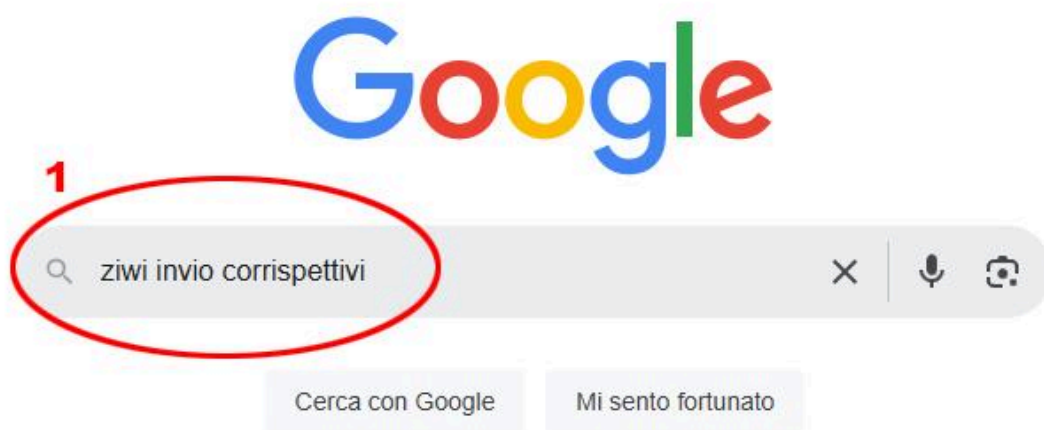 Google
1
ziwi invio corrispettivi
Cerca con Google
Mi sento fortunato